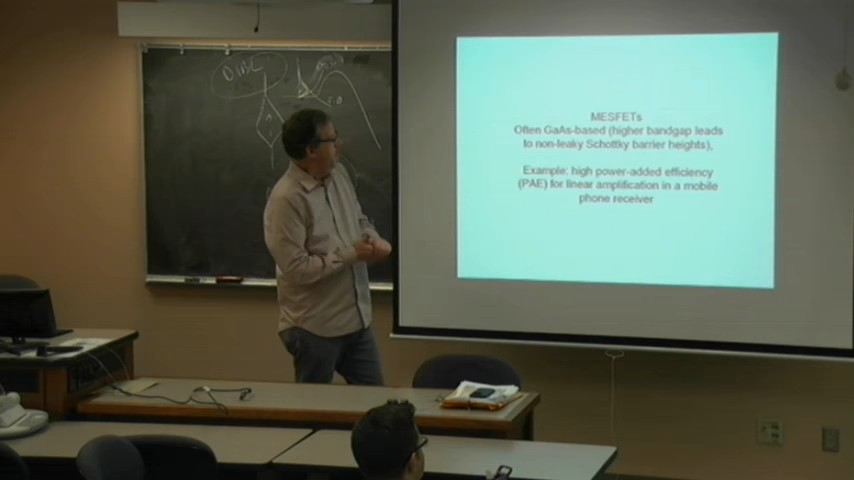 DIBL
MESFETs
Often GaAs-based (higher bandgap leads
to non-leaky Schottky barrier heights),
Example: high power-added efficiency
(PAE) for linear amplification in a mobile
phone receiver